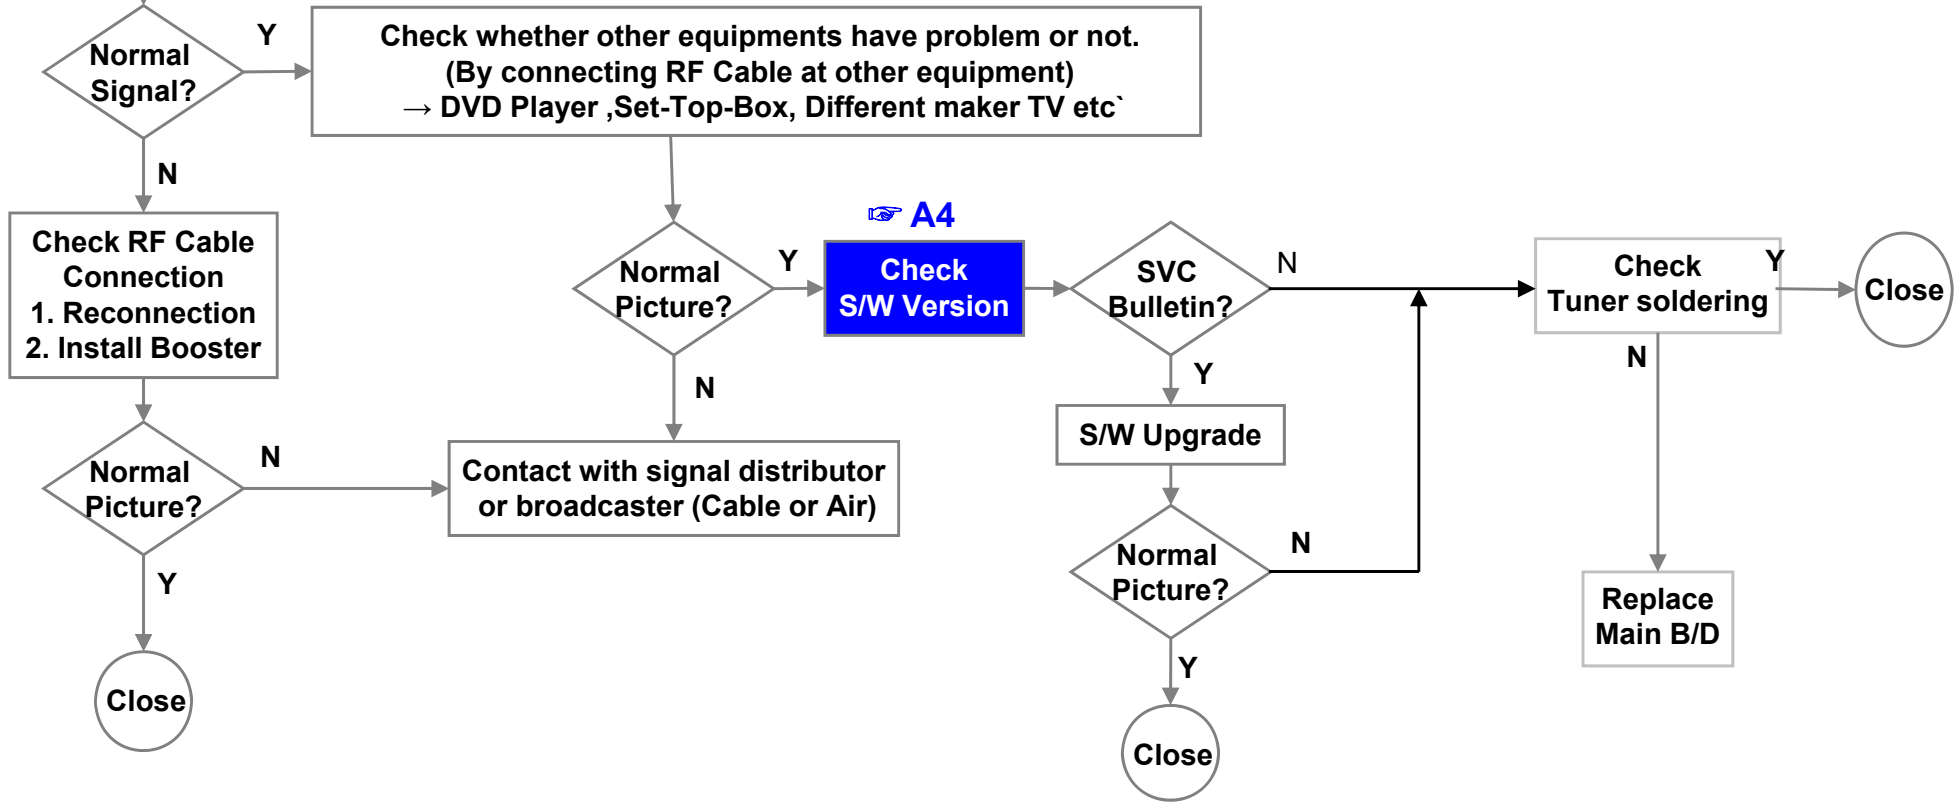 Normal
Signal?
Y
Check whether other equipments have problem or not.
(By connecting RF Cable at other equipment)
→ DVD Player ,Set-Top-Box, Different maker TV etc`
N
Check RF Cable
Connection
1. Reconnection
2. Install Booster
Normal
Picture?
N
Y
Close
Contact with signal distributor
or broadcaster (Cable or Air)
Normal
Picture?
Y
N
☞ A4
Check
S/W Version
SVC
Bulletin?
N
Y
S/W Upgrade
Normal
Picture?
N
Y
Close
Check
Tuner soldering
Y
Close
N
Replace
Main B/D